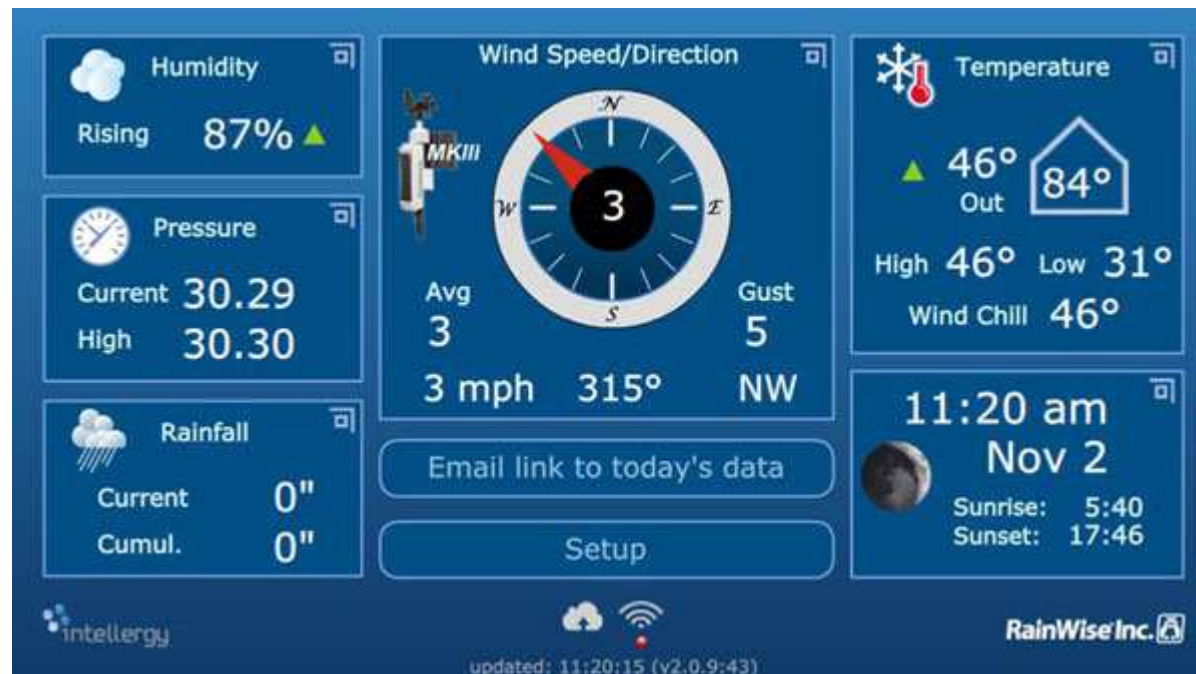 Humidity
Rising 87%
Pressure
Current 30.29
High 30.30
Rainfall
Current 0"
Cumul. 0"
Wind Speed/Direction
MKIII
N
W 3 E
S
Avg Gust
3 5
3 mph 315° NW
Email link to today's data
Setup
Temperature
46° 84°
Out
High 46° Low 31°
Wind Chill 46°
11:20 am
Nov 2
Sunrise: 5:40
Sunset: 17:46
intellergy
RainWise Inc.
updated: 11:20:15 (v2.0.9:43)